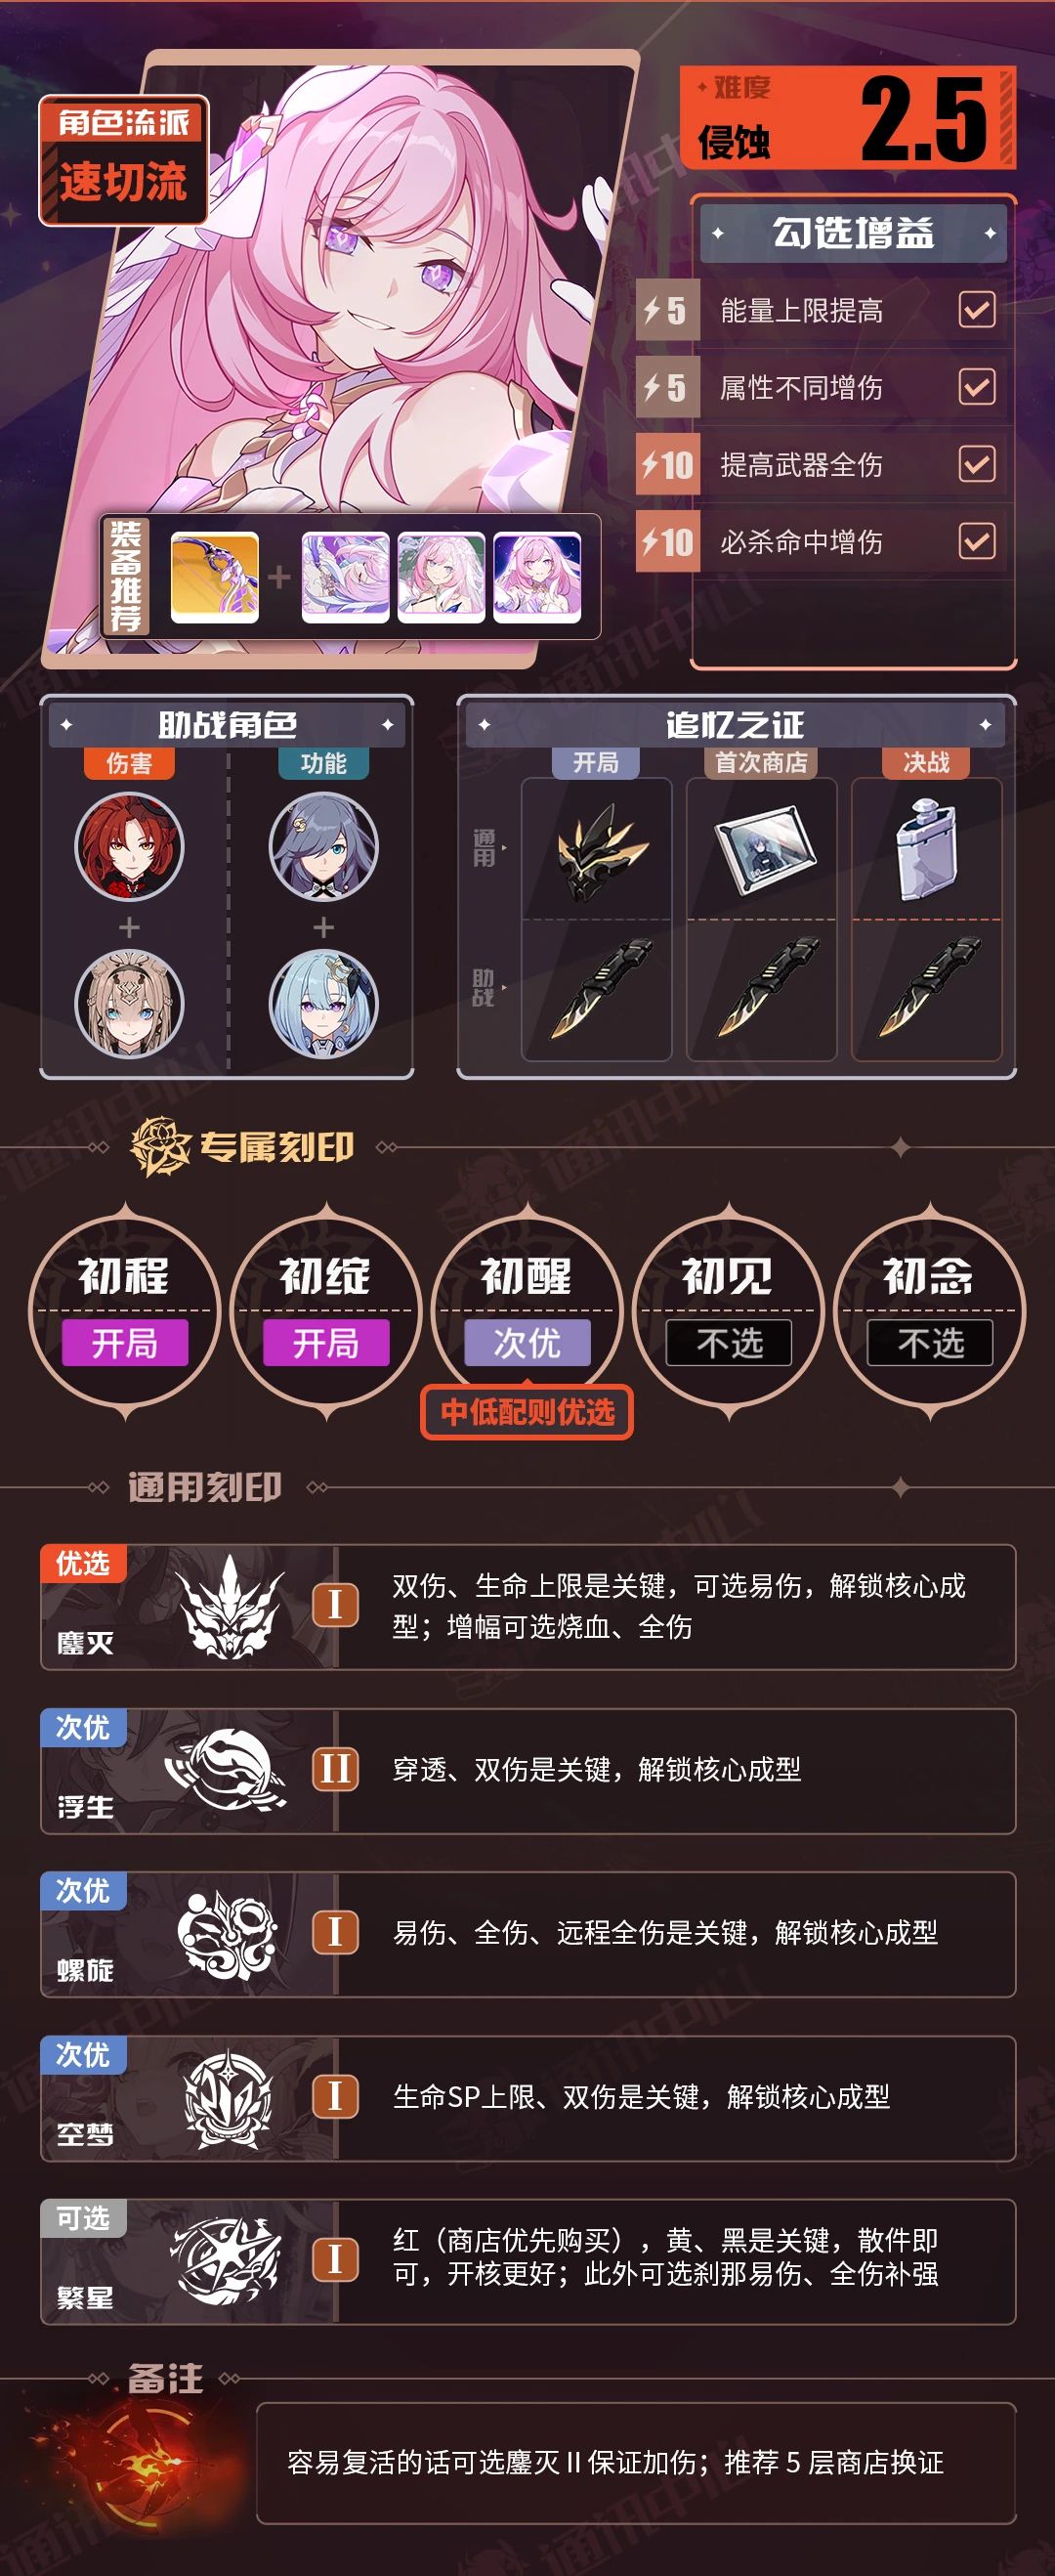 角色流派
速切流
难度
侵蚀
2.5
勾选增益
5 能量上限提高
5 属性不同增伤
10 提高武器全伤
10 必杀命中增伤
装备推荐
助战角色
伤害
功能
追忆之证
开局
首次商店
决战
通用
助战
专属刻印
初程
开局
初绽
开局
初醒
次优
中低配则优选
初见
不选
初念
不选
通用刻印
优选
鏖灭
I
双伤、生命上限是关键，可选易伤，解锁核心成
型；增幅可选烧血、全伤
次优
浮生
II
穿透、双伤是关键，解锁核心成型
次优
螺旋
I
易伤、全伤、远程全伤是关键，解锁核心成型
次优
空梦
I
生命SP上限、双伤是关键，解锁核心成型
可选
繁星
I
红（商店优先购买），黄、黑是关键，散件即
可，开核更好；此外可选刹那易伤、全伤补强
备注
容易复活的话可选鏖灭 II 保证加伤；推荐 5 层商店换证
通讯中心